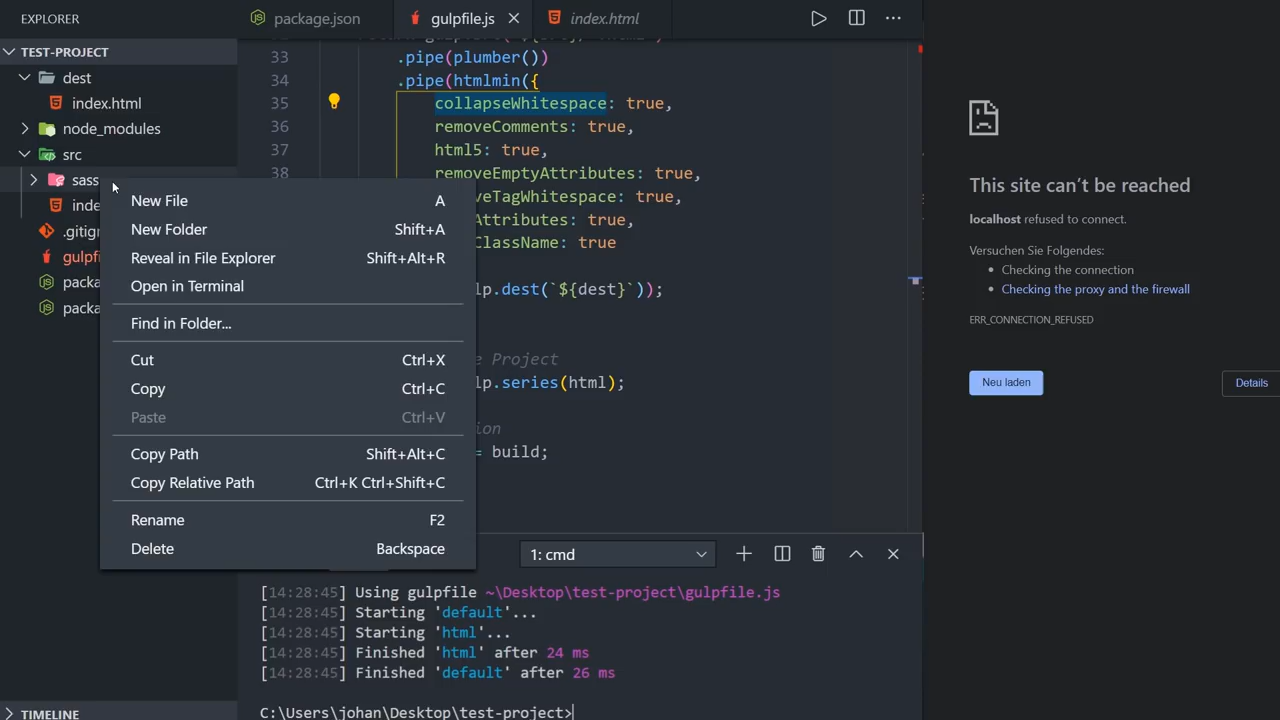 EXPLORER
package.json
gulpfile.js
index.html
TEST-PROJECT
dest
index.html
node_modules
src
sass
inde
.gitigr
gulpf
packa
packa
TIMELINE
33 .pipe(plumber())
34 .pipe(htmlmin({
35 collapseWhitespace: true,
36 removeComments: true,
37 html5: true,
38 removeEmptyAttributes: true,
veTagWhitespace: true,
Attributes: true,
ClassName: true
lp.dest(`${dest}`));
e Project
lp.series(html);
ion
= build;
New File A
New Folder Shift+A
Reveal in File Explorer Shift+Alt+R
Open in Terminal
Find in Folder...
Cut Ctrl+X
Copy Ctrl+C
Paste Ctrl+V
Copy Path Shift+Alt+C
Copy Relative Path Ctrl+K Ctrl+Shift+C
Rename F2
Delete Backspace
1: cmd
[14:28:45] Using gulpfile ~\Desktop\test-project\gulpfile.js
[14:28:45] Starting 'default'...
[14:28:45] Starting 'html'...
[14:28:45] Finished 'html' after 24 ms
[14:28:45] Finished 'default' after 26 ms
C:\Users\johan\Desktop\test-project>
This site can't be reached
localhost refused to connect.
Versuchen Sie Folgendes:
Checking the connection
Checking the proxy and the firewall
ERR_CONNECTION_REFUSED
Neu laden
Details